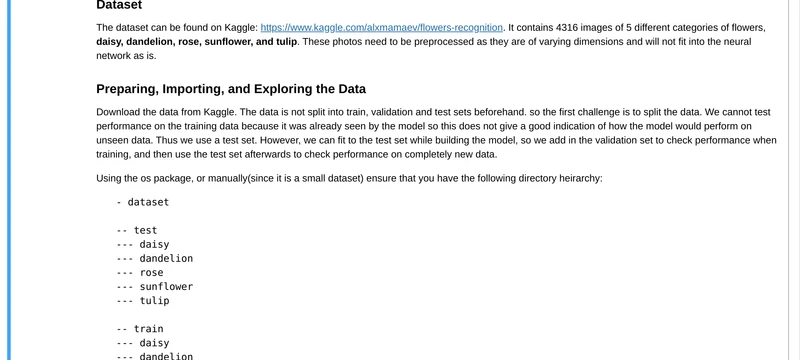 Dataset
The dataset can be found on Kaggle: https://www.kaggle.com/alxmamaev/flowers-recognition. It contains 4316 images of 5 different categories of flowers,
daisy, dandelion, rose, sunflower, and tulip. These photos need to be preprocessed as they are of varying dimensions and will not fit into the neural
network as is.
Preparing, Importing, and Exploring the Data
Download the data from Kaggle. The data is not split into train, validation and test sets beforehand. so the first challenge is to split the data. We cannot test
performance on the training data because it was already seen by the model so this does not give a good indication of how the model would perform on
unseen data. Thus we use a test set. However, we can fit to the test set while building the model, so we add in the validation set to check performance when
training, and then use the test set afterwards to check performance on completely new data.
Using the os package, or manually(since it is a small dataset) ensure that you have the following directory heirarchy:
- dataset
-- test
--- daisy
--- dandelion
--- rose
--- sunflower
--- tulip
-- train
--- daisy
--- dandelion